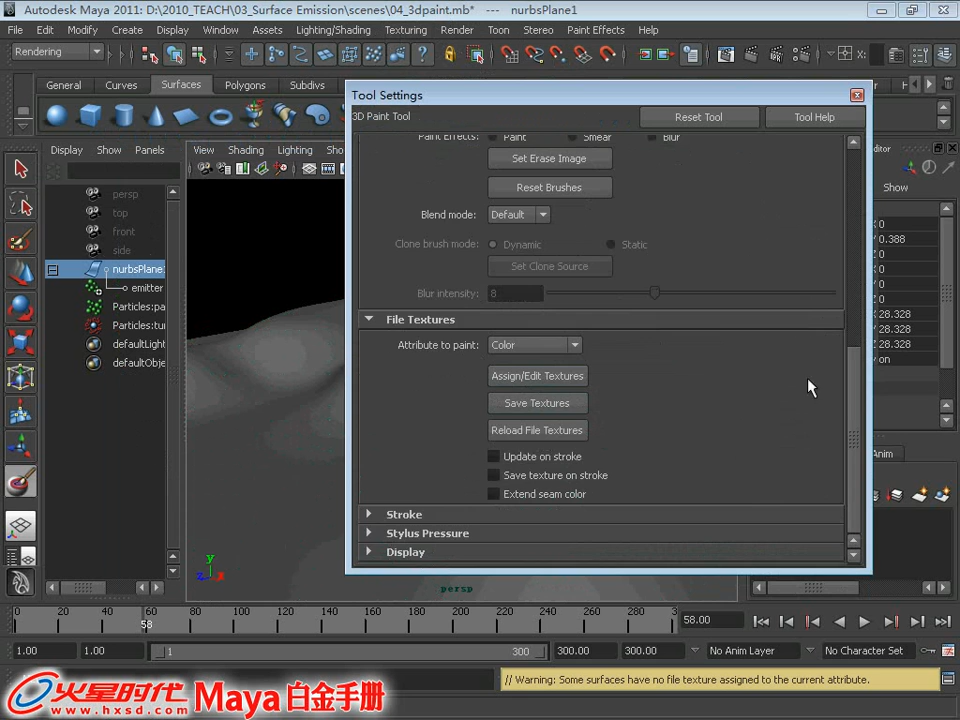 Autodesk Maya 2011: D:\2010_TEACH\03_Surface Emission\scenes\04_3dpaint.mb* --- nurbsPlane1
File Edit Modify Create Display Window Assets Lighting/Shading Texturing Render Toon Stereo Paint Effects Help
Rendering
General Curves Surfaces Polygons Subdivs
Tool Settings
3D Paint Tool Reset Tool Tool Help
Display Show Panels View Shading Lighting Sho
Show
Paint Effects: Paint Smear Blur
Set Erase Image
Reset Brushes
Blend mode: Default
Clone brush mode: Dynamic Static
Set Clone Source
Blur intensity: 8
File Textures
Attribute to paint: Color
Assign/Edit Textures
Save Textures
Reload File Textures
Update on stroke
Save texture on stroke
Extend seam color
Stroke
Stylus Pressure
Display
persp
top
front
side
nurbsPlane
emitter
Particles:pa
Particles:tur
defaultLight
defaultObje
0
0.388
0
0
0
0
28.328
28.328
28.328
on
Anim
y
z x
persp
0 20 40 60 80 100 120 140 160 180 200 220 240 260 280 3
58
58.00
1.00 1.00 1 300 300.00 300.00 No Anim Layer No Character Set
火星时代
www.hxsd.com
Maya 白金手册
// Warning: Some surfaces have no file texture assigned to the current attribute.